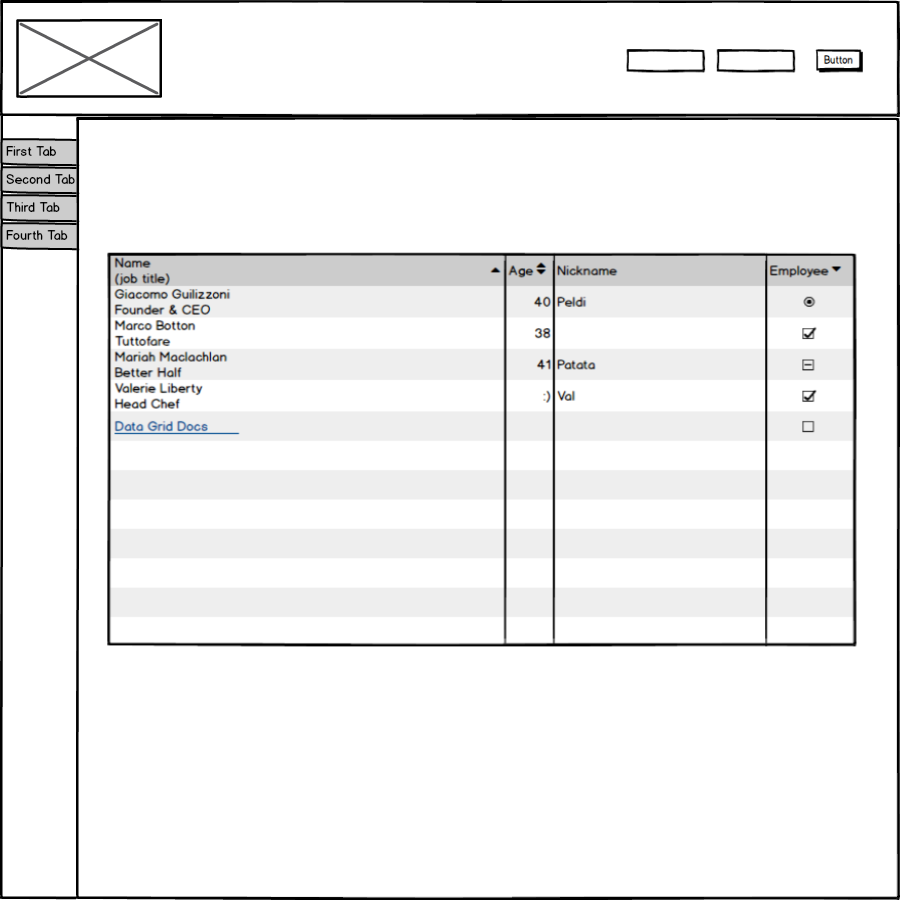 Button
First Tab
Second Tab
Third Tab
Fourth Tab
Name
(job title)
Age
Nickname
Employee
Giacomo Guilizzoni
Founder & CEO
40
Peldi
Marco Botton
Tuttofare
38
Mariah Maclachlan
Better Half
41
Patata
Valerie Liberty
Head Chef
:)
Val
Data Grid Docs